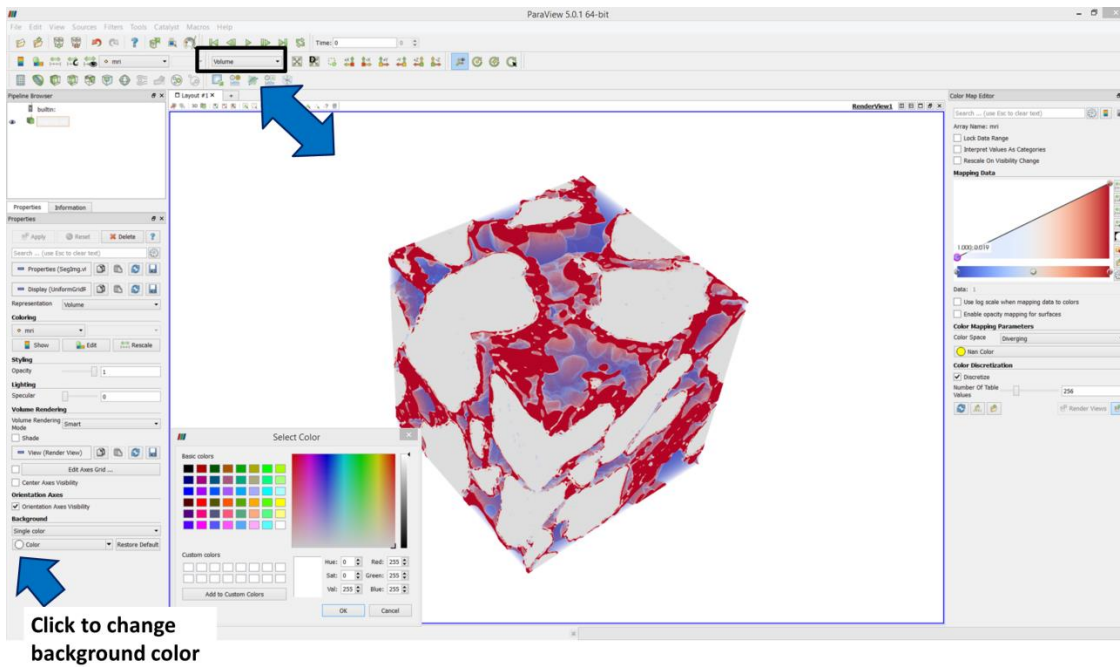 ParaView 5.0.1 64-bit
File Edit View Sources Filters Tools Catalyst Macros Help
Time: 0 0
mri Volume
Pipeline Browser
builtin:
Layout #1 +
RenderView1
Properties Information
Properties
Apply Reset Delete ?
Search ... (use Esc to clear text)
Properties (SegImg.vt
Display (UniformGridR
Representation Volume
Coloring
mri
Show Edit Rescale
Styling
Opacity 1
Lighting
Specular 0
Volume Rendering
Volume Rendering Mode Smart
Shade
View (Render View)
Edit Axes Grid ...
Center Axes Visibility
Orientation Axes
Orientation Axes Visibility
Background
Single color
Color Restore Default
Click to change
background color
Select Color
Basic colors
Custom colors
Add to Custom Colors
Hue: 0 Red: 255
Sat: 0 Green: 255
Val: 255 Blue: 255
OK Cancel
Color Map Editor
Search ... (use Esc to clear text)
Array Name: mri
Lock Data Range
Interpret Values As Categories
Rescale On Visibility Change
Mapping Data
Data: 1
Use log scale when mapping data to colors
Enable opacity mapping for surfaces
Color Mapping Parameters
Color Space Diverging
Nan Color
Color Discretization
Discretize
Number Of Table
Values 256
Render Views